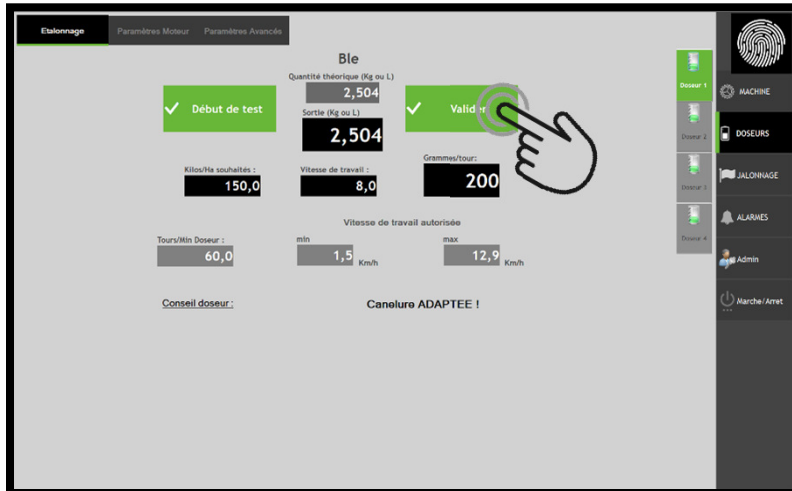 Etalonnage
Paramètres Moteur
Paramètres Avancés
Ble
Quantité théorique (Kg ou L)
2,504
Début de test
Sortie (Kg ou L)
2,504
Valider
Kilos/Ha souhaités :
150,0
Vitesse de travail :
8,0
Grammes/tour:
200
Vitesse de travail autorisée
Tours/Min Doseur :
60,0
min
1,5 Km/h
max
12,9 Km/h
Conseil doseur :
Canelure ADAPTEE !
Doseur 1
Doseur 2
Doseur 3
Doseur 4
MACHINE
DOSEURS
JALONNAGE
ALARMES
Admin
Marche/Arret